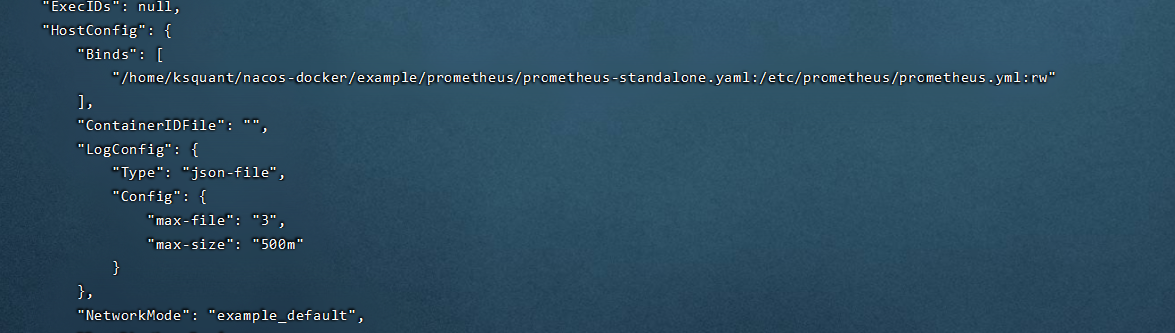 "ExecIDs": null,
"HostConfig": {
"Binds": [
"/home/ksquant/nacos-docker/example/prometheus/prometheus-standalone.yaml:/etc/prometheus/prometheus.yml:rw"
],
"ContainerIDFile": "",
"LogConfig": {
"Type": "json-file",
"Config": {
"max-file": "3",
"max-size": "500m"
}
},
"NetworkMode": "example_default",